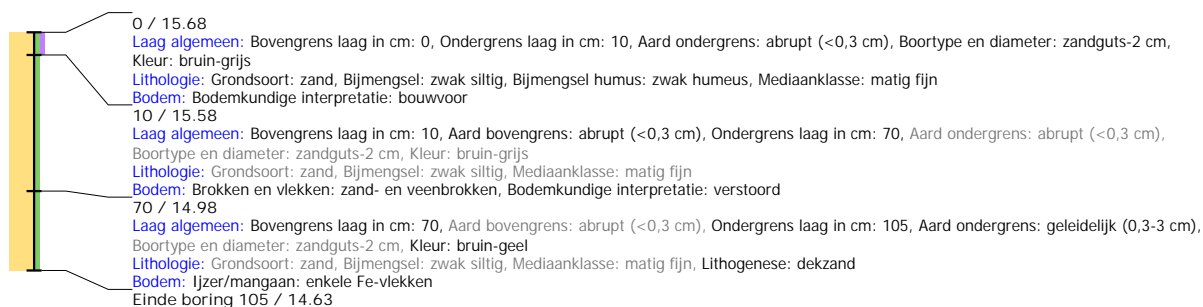 0 / 15.68
Laag algemeen: Bovengrens laag in cm: 0, Ondergrens laag in cm: 10, Aard ondergrens: abrupt (<0,3 cm), Boortype en diameter: zandguts-2 cm,
Kleur: bruin-grijs
Lithologie: Grondsoort: zand, Bijmengsel: zwak siltig, Bijmengsel humus: zwak humeus, Mediaanklasse: matig fijn
Bodem: Bodemkundige interpretatie: bouwvoor
10 / 15.58
Laag algemeen: Bovengrens laag in cm: 10, Aard bovengrens: abrupt (<0,3 cm), Ondergrens laag in cm: 70, Aard ondergrens: abrupt (<0,3 cm),
Boortype en diameter: zandguts-2 cm, Kleur: bruin-grijs
Lithologie: Grondsoort: zand, Bijmengsel: zwak siltig, Mediaanklasse: matig fijn
Bodem: Brokken en vlekken: zand- en veenbrokken, Bodemkundige interpretatie: verstoord
70 / 14.98
Laag algemeen: Bovengrens laag in cm: 70, Aard bovengrens: abrupt (<0,3 cm), Ondergrens laag in cm: 105, Aard ondergrens: geleidelijk (0,3-3 cm),
Boortype en diameter: zandguts-2 cm, Kleur: bruin-geel
Lithologie: Grondsoort: zand, Bijmengsel: zwak siltig, Mediaanklasse: matig fijn, Lithogenese: dekzand
Bodem: Ijzer/mangaan: enkele Fe-vlekken
Einde boring 105 / 14.63